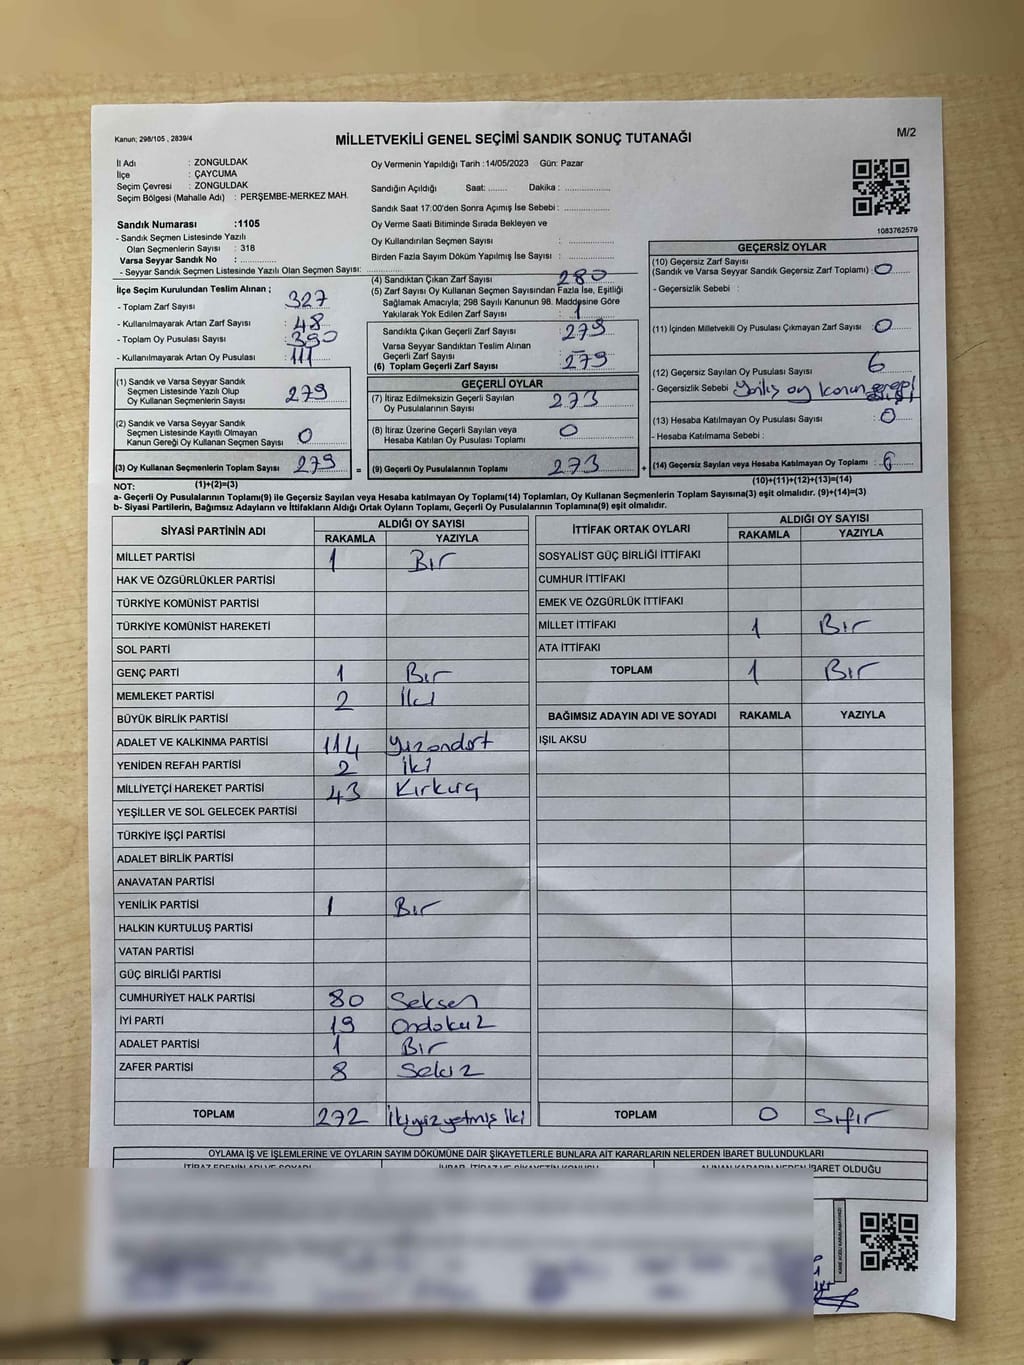 Kanun; 298/105 , 2839/4
MİLLETVEKİLİ GENEL SEÇİMİ SANDIK SONUÇ TUTANAĞI
M/2
İl Adı : ZONGULDAK
İlçe : ÇAYCUMA
Seçim Çevresi : ZONGULDAK
Seçim Bölgesi (Mahalle Adı) : PERŞEMBE-MERKEZ MAH.
Sandık Numarası :1105
- Sandık Seçmen Listesinde Yazılı
Olan Seçmenlerin Sayısı : 318
Varsa Seyyar Sandık No : ..............
- Seyyar Sandık Seçmen Listesinde Yazılı Olan Seçmen Sayısı: ..............
Oy Vermenin Yapıldığı Tarih :14/05/2023 Gün: Pazar
Sandığın Açıldığı Saat: ....... Dakika : ..............
Sandık Saat 17:00'den Sonra Açımış İse Sebebi : ..............
Oy Verme Saati Bitiminde Sırada Bekleyen ve
Oy Kullandırılan Seçmen Sayısı : ..............
Birden Fazla Sayım Döküm Yapılmış İse Sayısı : ..............
1083762579
İlçe Seçim Kurulundan Teslim Alınan ;
- Toplam Zarf Sayısı : 327
- Kullanılmayarak Artan Zarf Sayısı : 48
- Toplam Oy Pusulası Sayısı : 390
- Kullanılmayarak Artan Oy Pusulası : 111
(1) Sandık ve Varsa Seyyar Sandık
Seçmen Listesinde Yazılı Olup
Oy Kullanan Seçmenlerin Sayısı : 279
(2) Sandık ve Varsa Seyyar Sandık
Seçmen Listesinde Kayıtlı Olmayan
Kanun Gereği Oy Kullanan Seçmen Sayısı : 0
(3) Oy Kullanan Seçmenlerin Toplam Sayısı : 279
(1)+(2)=(3)
(4) Sandıktan Çıkan Zarf Sayısı : 280
(5) Zarf Sayısı Oy Kullanan Seçmen Sayısından Fazla İse, Eşitliği
Sağlamak Amacıyla; 298 Sayılı Kanunun 98. Maddesine Göre
Yakılarak Yok Edilen Zarf Sayısı : 1
Sandıkta Çıkan Geçerli Zarf Sayısı : 279
Varsa Seyyar Sandıktan Teslim Alınan
Geçerli Zarf Sayısı : -
(6) Toplam Geçerli Zarf Sayısı : 279
GEÇERLİ OYLAR
(7) İtiraz Edilmeksizin Geçerli Sayılan
Oy Pusulalarının Sayısı : 273
(8) İtiraz Üzerine Geçerli Sayılan veya
Hesaba Katılan Oy Pusulası Toplamı : 0
= (9) Geçerli Oy Pusulalarının Toplamı : 273
GEÇERSİZ OYLAR
(10) Geçersiz Zarf Sayısı
(Sandık ve Varsa Seyyar Sandık Geçersiz Zarf Toplamı) : 0
- Geçersizlik Sebebi :
(11) İçinden Milletvekili Oy Pusulası Çıkmayan Zarf Sayısı : 0
(12) Geçersiz Sayılan Oy Pusulası Sayısı : 6
- Geçersizlik Sebebi : Yanlış oy
(13) Hesaba Katılmayan Oy Pusulası Sayısı : 0
- Hesaba Katılmama Sebebi :
+ (14) Geçersiz Sayılan veya Hesaba Katılmayan Oy Toplamı : 6
(10)+(11)+(12)+(13)=(14)
NOT:
a- Geçerli Oy Pusulalarının Toplamı(9) ile Geçersiz Sayılan veya Hesaba katılmayan Oy Toplamı(14) Toplamları, Oy Kullanan Seçmenlerin Toplam Sayısına(3) eşit olmalıdır. (9)+(14)=(3)
b- Siyasi Partilerin, Bağımsız Adayların ve İttifakların Aldığı Ortak Oyların Toplamı, Geçerli Oy Pusulalarının Toplamına(9) eşit olmalıdır.
SİYASİ PARTİNİN ADI ALDIĞI OY SAYISI
RAKAMLA YAZIYLA
MİLLET PARTİSİ 1 Bir
HAK VE ÖZGÜRLÜKLER PARTİSİ
TÜRKİYE KOMÜNİST PARTİSİ
TÜRKİYE KOMÜNİST HAREKETİ
SOL PARTİ
GENÇ PARTİ 1 Bir
MEMLEKET PARTİSİ 2 İki
BÜYÜK BİRLİK PARTİSİ
ADALET VE KALKINMA PARTİSİ 114 Yüzondört
YENİDEN REFAH PARTİSİ 2 İki
MİLLİYETÇİ HAREKET PARTİSİ 43 Kırküç
YEŞİLLER VE SOL GELECEK PARTİSİ
TÜRKİYE İŞÇİ PARTİSİ
ADALET BİRLİK PARTİSİ
ANAVATAN PARTİSİ
YENİLİK PARTİSİ 1 Bir
HALKIN KURTULUŞ PARTİSİ
VATAN PARTİSİ
GÜÇ BİRLİĞİ PARTİSİ
CUMHURİYET HALK PARTİSİ 80 Seksen
İYİ PARTİ 19 Ondokuz
ADALET PARTİSİ 1 Bir
ZAFER PARTİSİ 8 Sekiz
TOPLAM 272 İkiyüzyetmiş iki
İTTİFAK ORTAK OYLARI ALDIĞI OY SAYISI
RAKAMLA YAZIYLA
SOSYALİST GÜÇ BİRLİĞİ İTTİFAKI
CUMHUR İTTİFAKI
EMEK VE ÖZGÜRLÜK İTTİFAKI
MİLLET İTTİFAKI 1 Bir
ATA İTTİFAKI
TOPLAM 1 Bir
BAĞIMSIZ ADAYIN ADI VE SOYADI RAKAMLA YAZIYLA
IŞIL AKSU
TOPLAM 0 Sıfır
OYLAMA İŞ VE İŞLEMLERİNE VE OYLARIN SAYIM DÖKÜMÜNE DAİR ŞİKAYETLERLE BUNLARA AİT KARARLARIN NELERDEN İBARET BULUNDUKLARI
İTİRAZ EDENİN ADI VE SOYADI İHBAR, İTİRAZ VE ŞİKAYETİN KONUSU ALINAN KARARIN NEDEN İBARET OLDUĞU